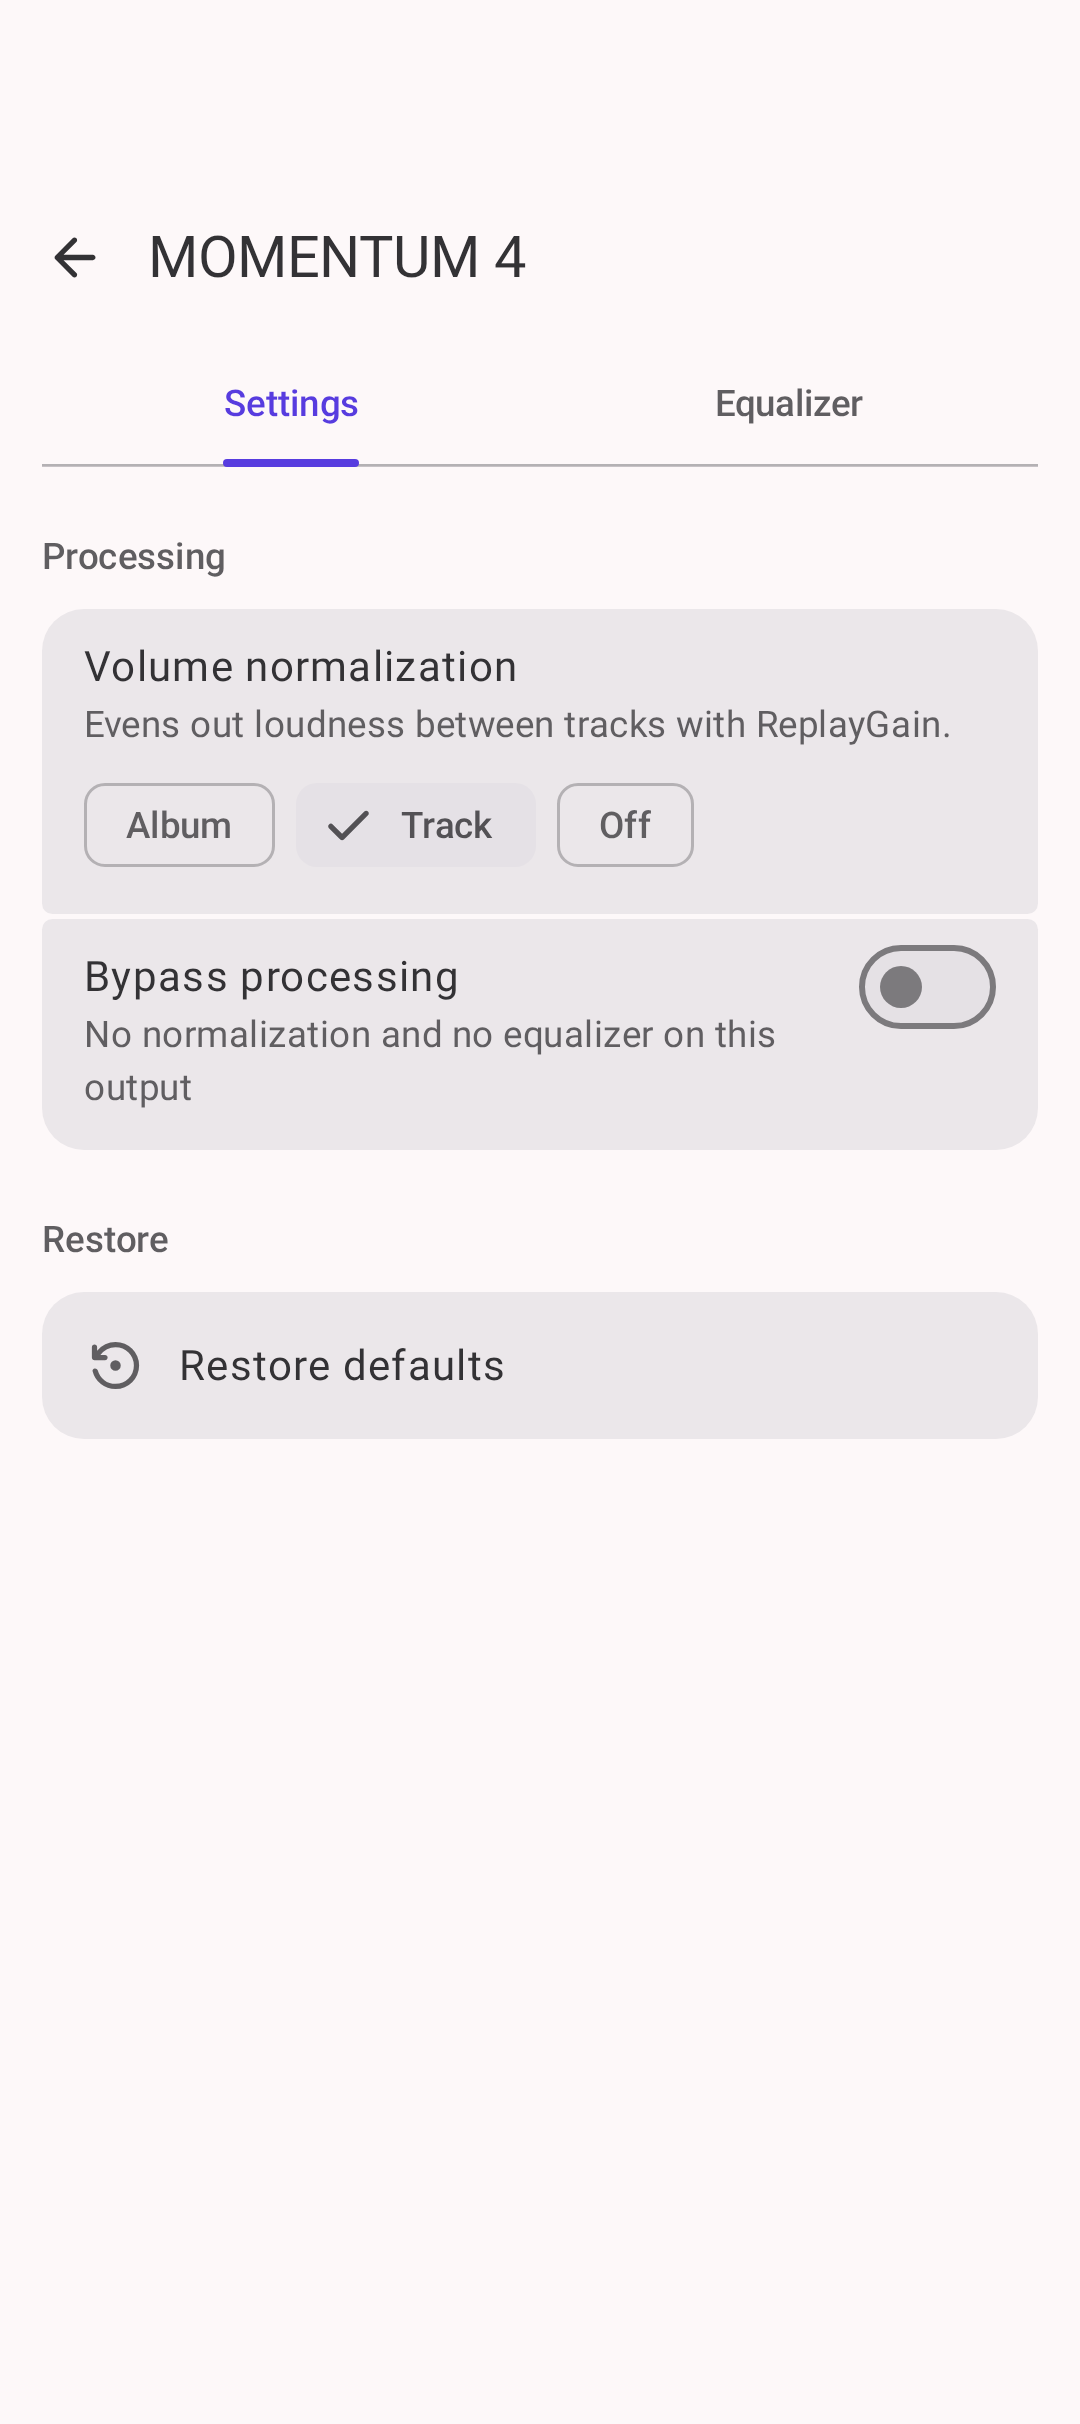 MOMENTUM 4
Settings
Equalizer
Processing
Volume normalization
Evens out loudness between tracks with ReplayGain.
Album
Track
Off
Bypass processing
No normalization and no equalizer on this
output
Restore
Restore defaults